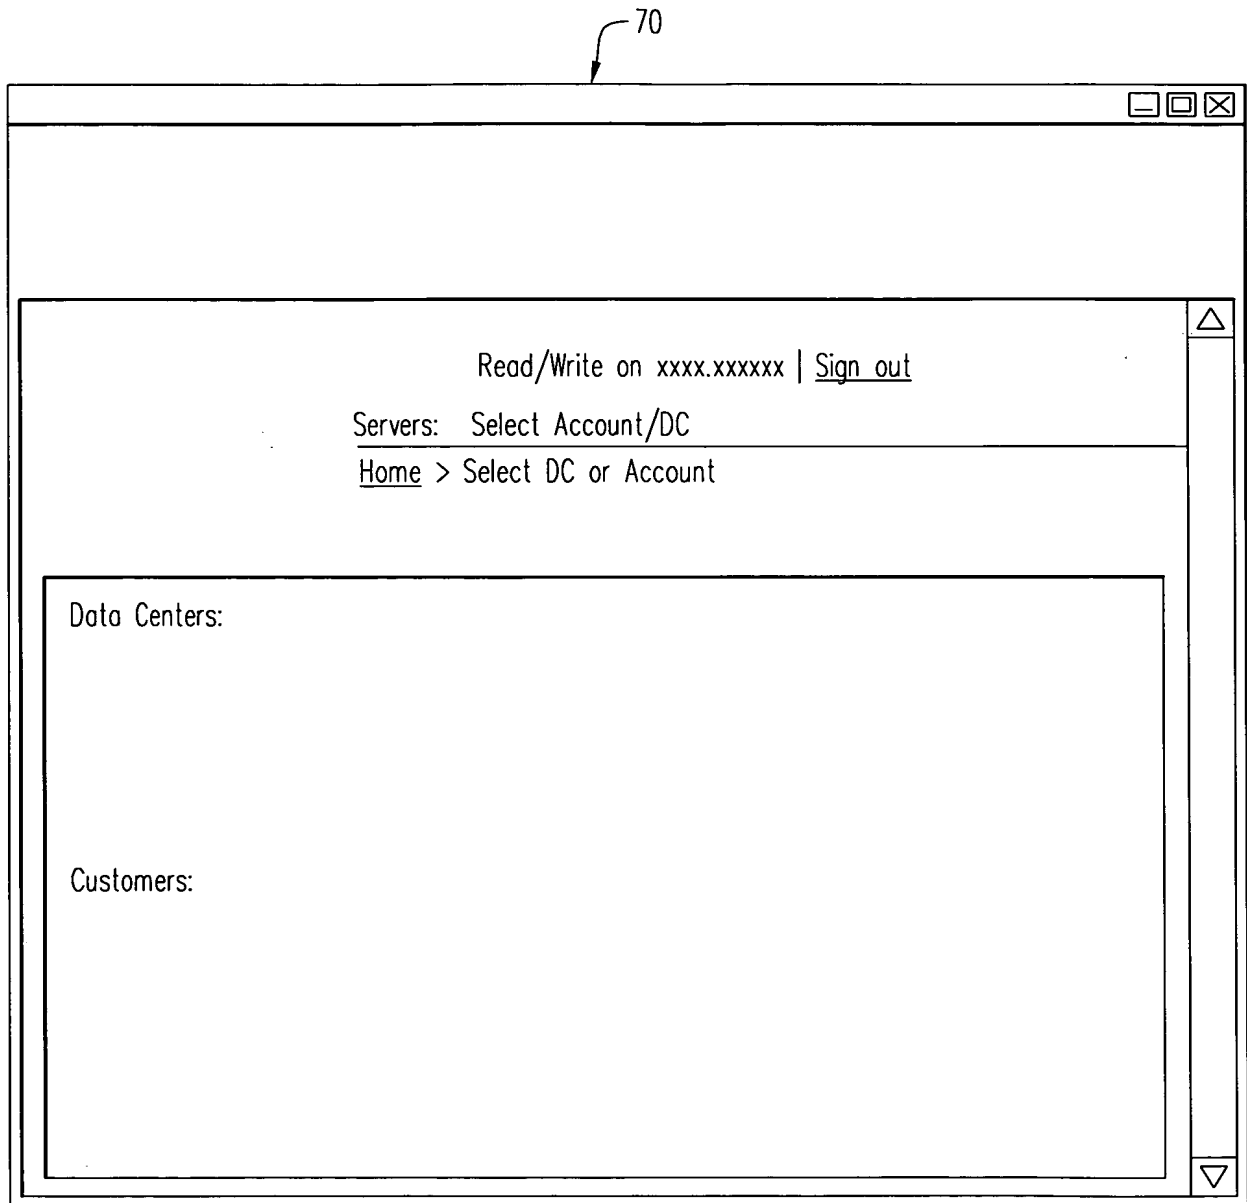 70
Read/Write on xxxx.xxxxxx | Sign out
Servers: Select Account/DC
Home > Select DC or Account
Data Centers:
Customers: